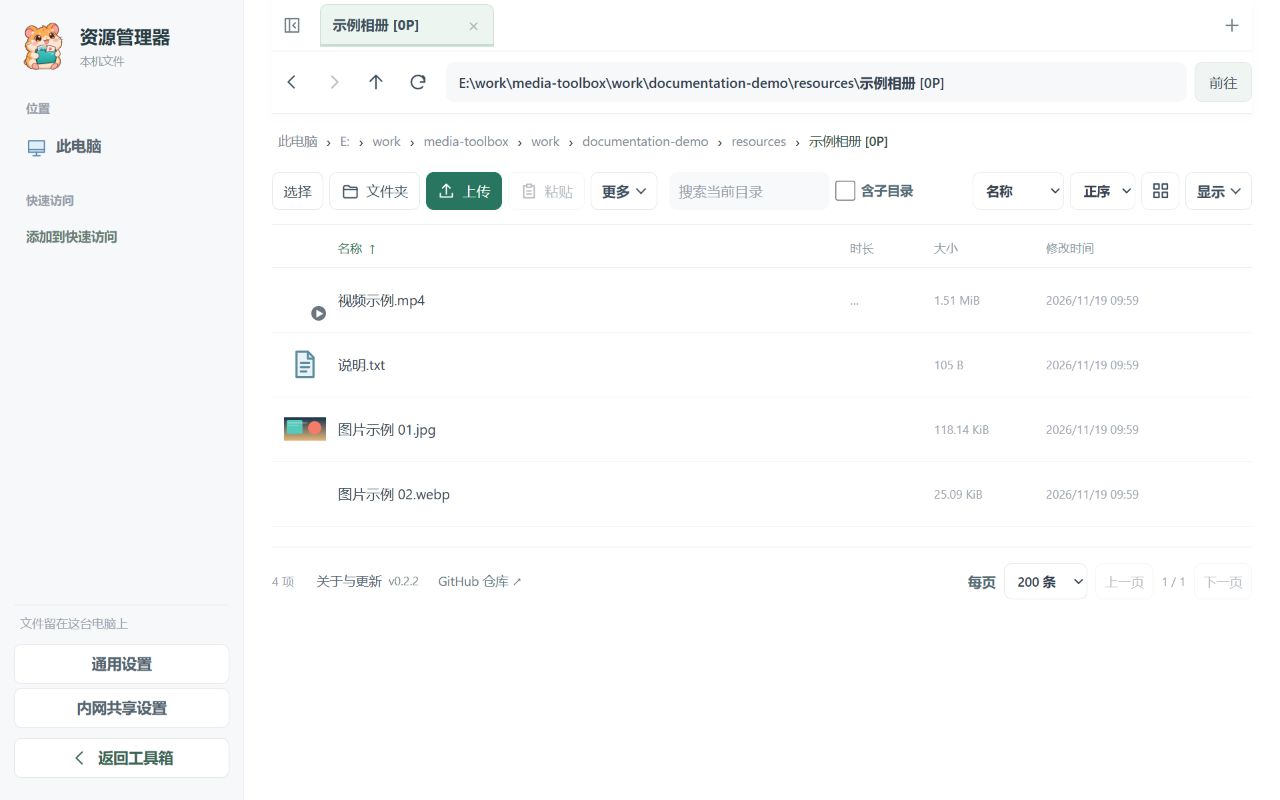 资源管理器
本机文件
位置
此电脑
快速访问
添加到快速访问
文件留在这台电脑上
通用设置
内网共享设置
返回工具箱
示例相册 [0P]
E:\work\media-toolbox\work\documentation-demo\resources\示例相册 [0P]
前往
此电脑 › E: › work › media-toolbox › work › documentation-demo › resources › 示例相册 [0P]
选择 文件夹 上传 粘贴 更多 搜索当前目录 含子目录 名称 正序 显示
名称 ↑ 时长 大小 修改时间
视频示例.mp4 ... 1.51 MiB 2026/11/19 09:59
说明.txt 105 B 2026/11/19 09:59
图片示例 01.jpg 118.14 KiB 2026/11/19 09:59
图片示例 02.webp 25.09 KiB 2026/11/19 09:59
4 项 关于与更新 v0.2.2 GitHub 仓库 ↗ 每页 200 条 上一页 1 / 1 下一页